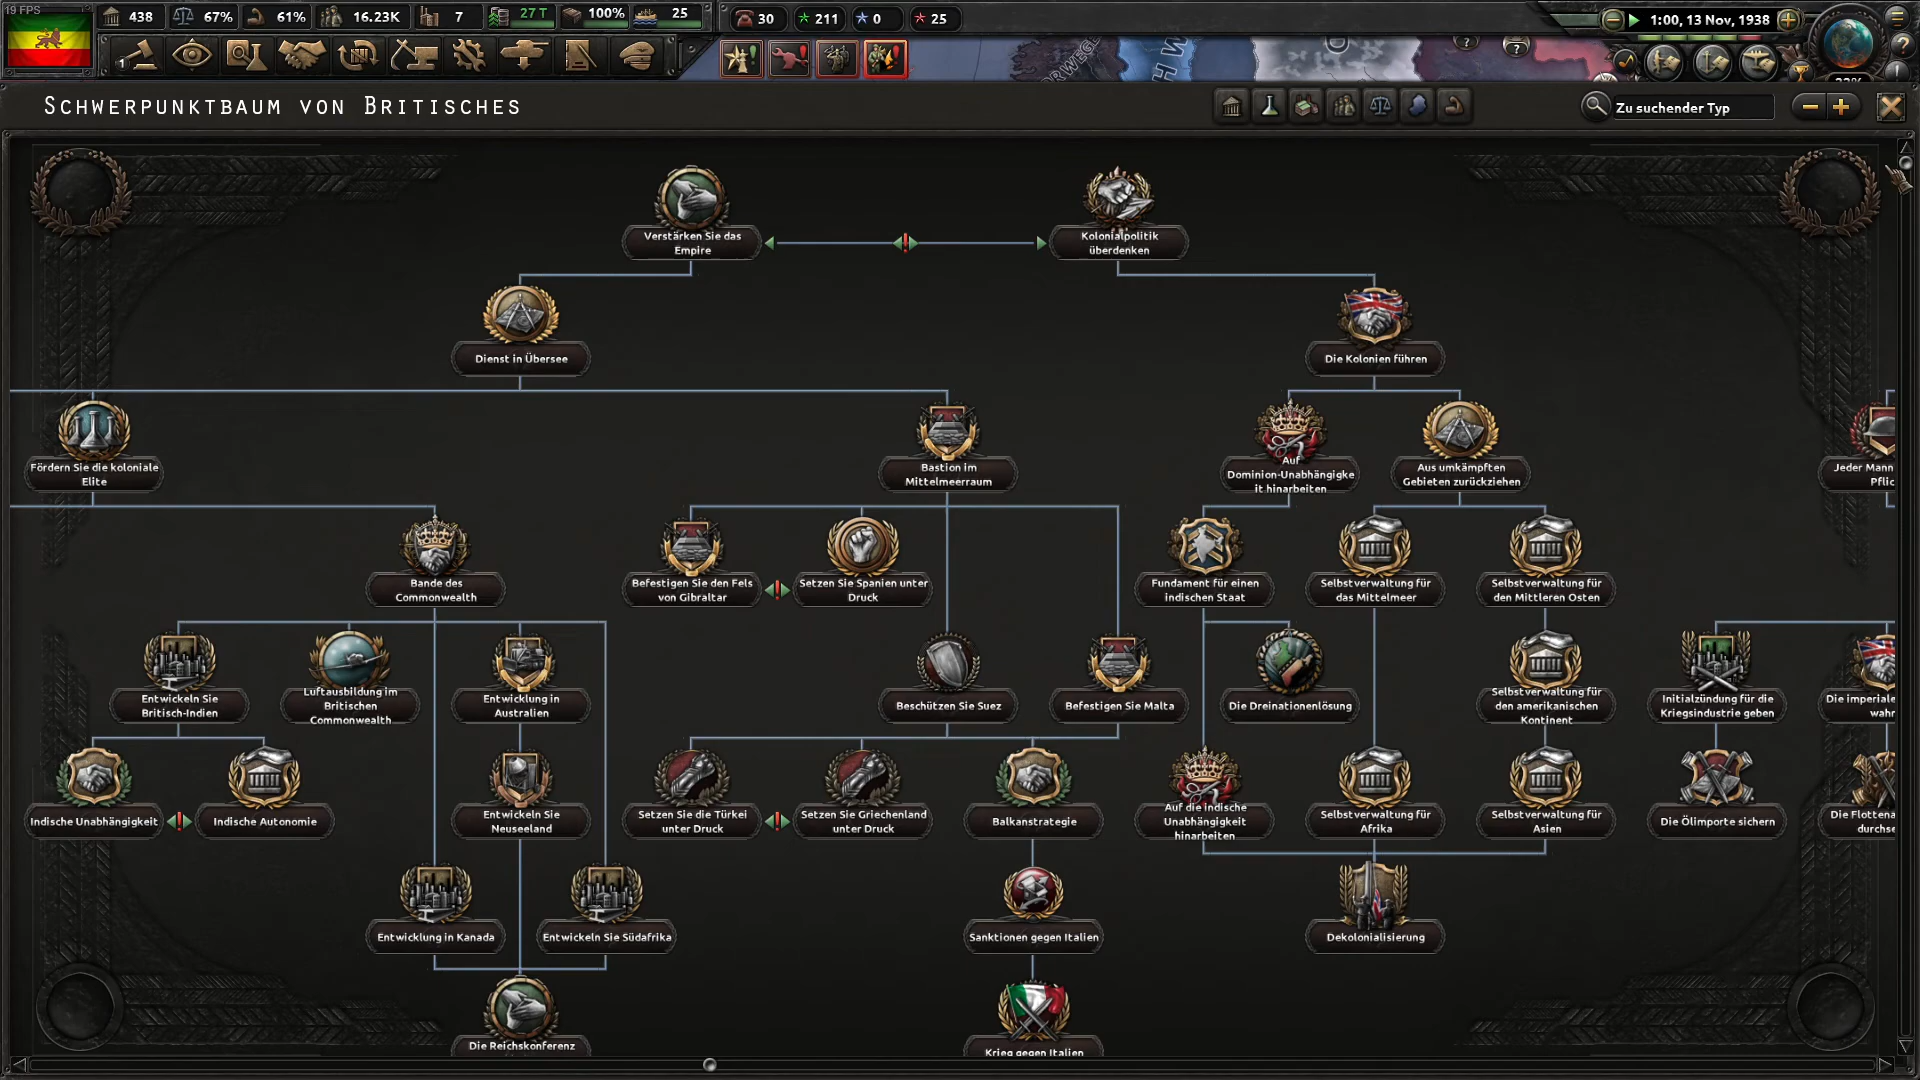 19 FPS
438
67%
61%
16.23K
7
27 T
100%
25
30
211
0
25
1:00, 13 Nov, 1938
1
Schwerpunktbaum von Britisches
Zu suchender Typ
Verstärken Sie das
Empire
Kolonialpolitik
überdenken
Dienst in Übersee
Die Kolonien führen
Fördern Sie die koloniale
Elite
Bastion im
Mittelmeerraum
Auf
Dominion-Unabhängigke
it hinarbeiten
Aus umkämpften
Gebieten zurückziehen
Jeder Mann
Pflic
Bande des
Commonwealth
Befestigen Sie den Fels
von Gibraltar
Setzen Sie Spanien unter
Druck
Fundament für einen
indischen Staat
Selbstverwaltung für
das Mittelmeer
Selbstverwaltung für
den Mittleren Osten
Entwickeln Sie
Britisch-Indien
Luftausbildung im
Britischen
Commonwealth
Entwicklung in
Australien
Beschützen Sie Suez
Befestigen Sie Malta
Die Dreinationenlösung
Selbstverwaltung für
den amerikanischen
Kontinent
Initialzündung für die
Kriegsindustrie geben
Die imperiale
wahr
Indische Unabhängigkeit
Indische Autonomie
Entwickeln Sie
Neuseeland
Setzen Sie die Türkei
unter Druck
Setzen Sie Griechenland
unter Druck
Balkanstrategie
Auf die indische
Unabhängigkeit
hinarbeiten
Selbstverwaltung für
Afrika
Selbstverwaltung für
Asien
Die Ölimporte sichern
Die Flottena
durchse
Entwicklung in Kanada
Entwickeln Sie Südafrika
Sanktionen gegen Italien
Dekolonialisierung
Die Reichskonferenz
Krieg gegen Italien